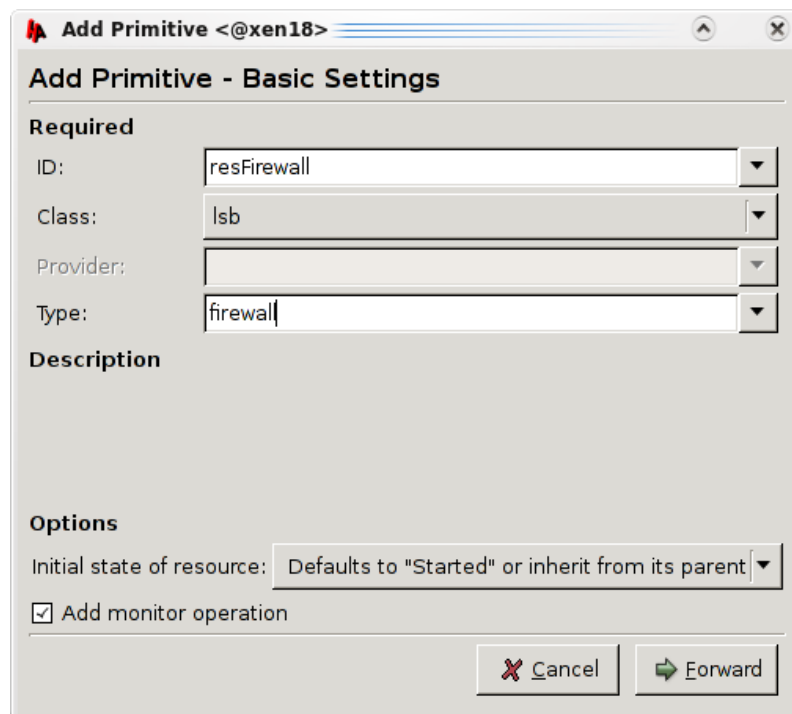 Add Primitive <@xen18>
Add Primitive - Basic Settings
Required
ID: resFirewall
Class: lsb
Provider:
Type: firewall
Description
Options
Initial state of resource: Defaults to "Started" or inherit from its parent
Add monitor operation
Cancel Forward